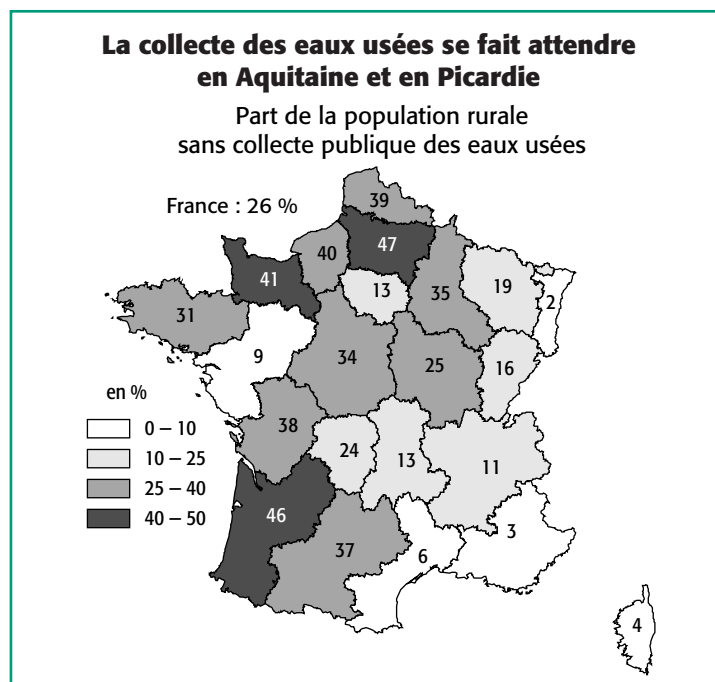 La collecte des eaux usées se fait attendre
en Aquitaine et en Picardie
Part de la population rurale
sans collecte publique des eaux usées
France : 26 %
39
47
40
41
13
35
19
2
31
9
34
25
16
38
24
13
11
46
37
6
3
4
en %
0 – 10
10 – 25
25 – 40
40 – 50